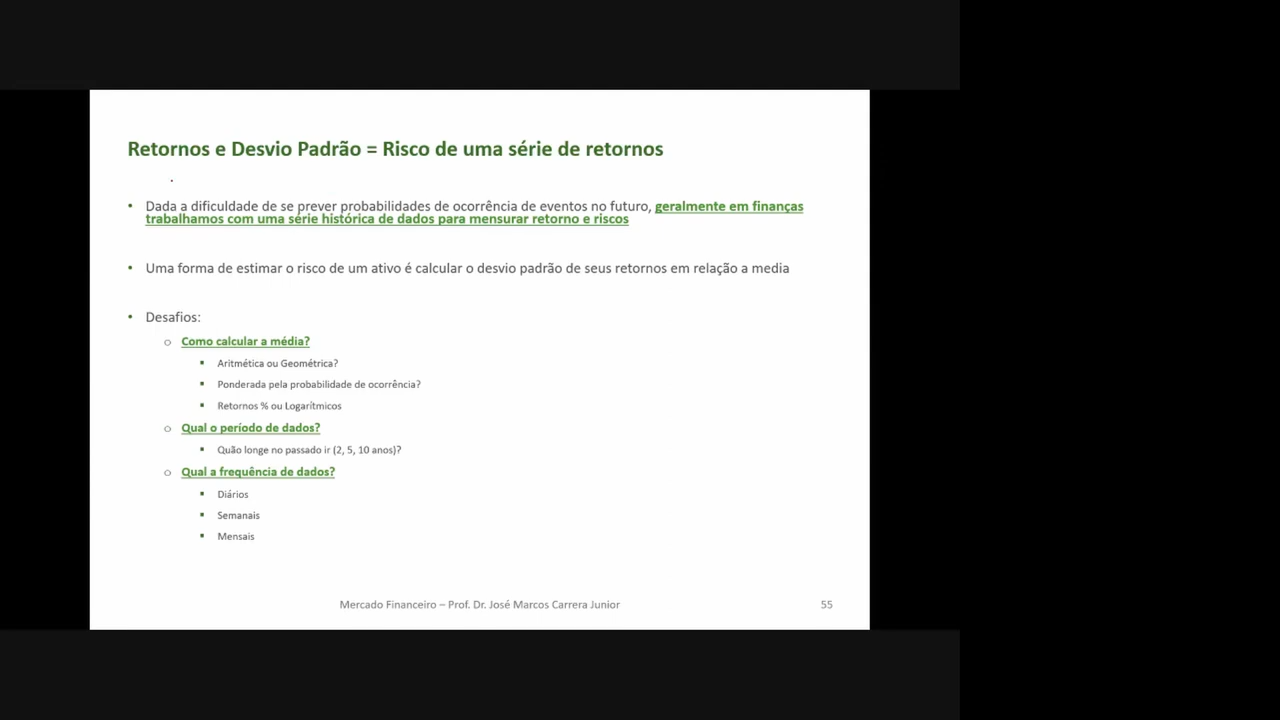 Retornos e Desvio Padrão = Risco de uma série de retornos
.
• Dada a dificuldade de se prever probabilidades de ocorrência de eventos no futuro, geralmente em finanças
trabalhamos com uma série histórica de dados para mensurar retorno e riscos
• Uma forma de estimar o risco de um ativo é calcular o desvio padrão de seus retornos em relação a media
• Desafios:
o Como calcular a média?
▪ Aritmética ou Geométrica?
▪ Ponderada pela probabilidade de ocorrência?
▪ Retornos % ou Logarítmicos
o Qual o período de dados?
▪ Quão longe no passado ir (2, 5, 10 anos)?
o Qual a frequência de dados?
▪ Diários
▪ Semanais
▪ Mensais
Mercado Financeiro – Prof. Dr. José Marcos Carrera Junior
55